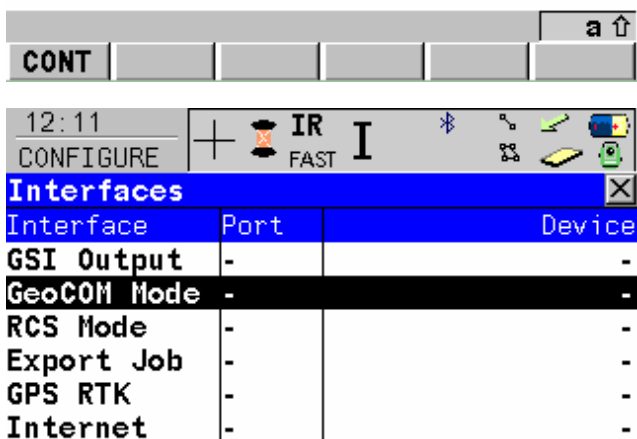 a ⇧
CONT
12:11 IR
CONFIGURE FAST I
Interfaces
Interface Port Device
GSI Output - -
GeoCOM Mode - -
RCS Mode - -
Export Job - -
GPS RTK - -
Internet - -